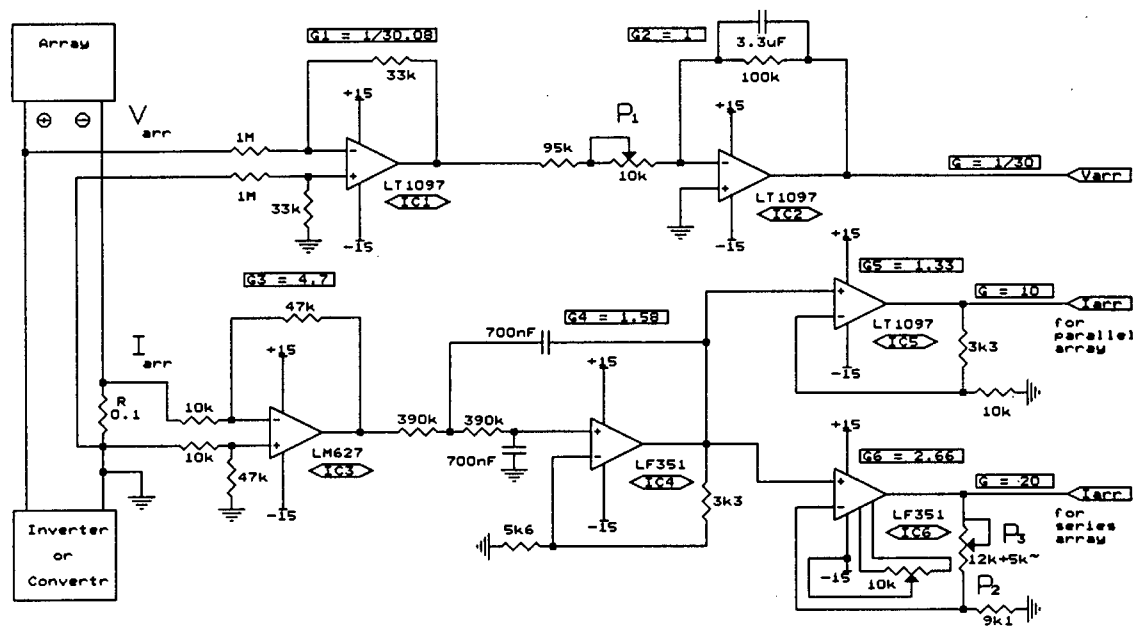 Array
⊕ ⊖
V arr
G1 = 1/30.08
33k
+15
1M
1M
33k
-15
LT1097
IC1
G2 = 1
3.3uF
100k
+15
95k
P1
10k
LT1097
IC2
-15
G = 1/30
Varr
G3 = 4.7
47k
+15
I arr
R
0.1
10k
10k
47k
-15
LM627
IC3
G4 = 1.58
700nF
390k
390k
700nF
+15
LF351
IC4
-15
5k6
3k3
+15
G5 = 1.33
G = 10
Iarr
for
parallel
array
LT1097
IC5
-15
3k3
10k
+15
G6 = 2.66
G = 20
Iarr
for
series
array
LF351
IC6
-15
10k
P3
12k+5k~
P2
9k1
Inverter
or
Convertr